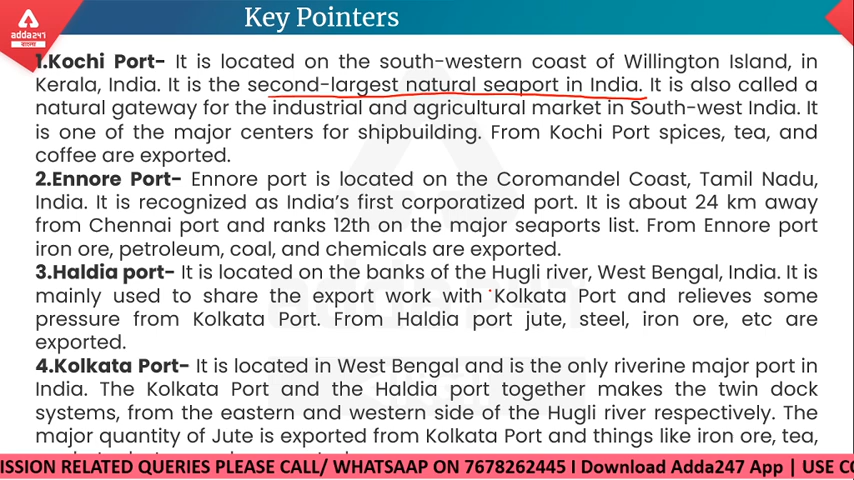 Key Pointers
adda247
বাংলা
1.Kochi Port- It is located on the south-western coast of Willington Island, in
Kerala, India. It is the second-largest natural seaport in India. It is also called a
natural gateway for the industrial and agricultural market in South-west India. It
is one of the major centers for shipbuilding. From Kochi Port spices, tea, and
coffee are exported.
2.Ennore Port- Ennore port is located on the Coromandel Coast, Tamil Nadu,
India. It is recognized as India's first corporatized port. It is about 24 km away
from Chennai port and ranks 12th on the major seaports list. From Ennore port
iron ore, petroleum, coal, and chemicals are exported.
3.Haldia port- It is located on the banks of the Hugli river, West Bengal, India. It is
mainly used to share the export work with Kolkata Port and relieves some
pressure from Kolkata Port. From Haldia port jute, steel, iron ore, etc are
exported.
4.Kolkata Port- It is located in West Bengal and is the only riverine major port in
India. The Kolkata Port and the Haldia port together makes the twin dock
systems, from the eastern and western side of the Hugli river respectively. The
major quantity of Jute is exported from Kolkata Port and things like iron ore, tea,
ISSION RELATED QUERIES PLEASE CALL/ WHATSAAP ON 7678262445 I Download Adda247 App | USE CO